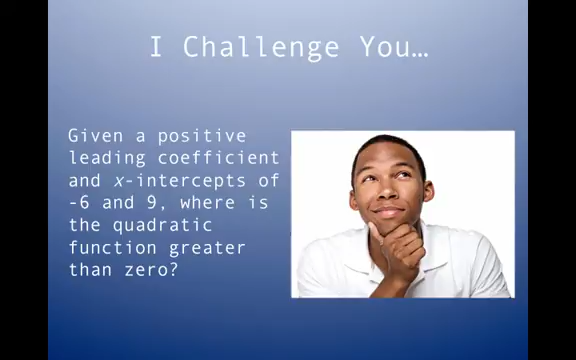 I Challenge You…
Given a positive
leading coefficient
and x-intercepts of
-6 and 9, where is
the quadratic
function greater
than zero?